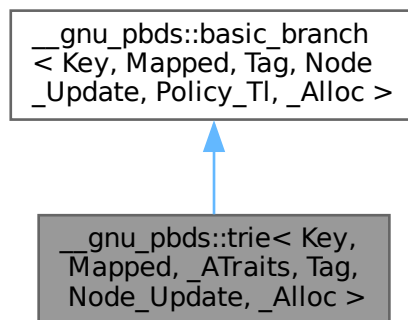 __gnu_pbds::basic_branch
< Key, Mapped, Tag, Node
_Update, Policy_Tl, _Alloc >
__gnu_pbds::trie< Key,
Mapped, _ATraits, Tag,
Node_Update, _Alloc >